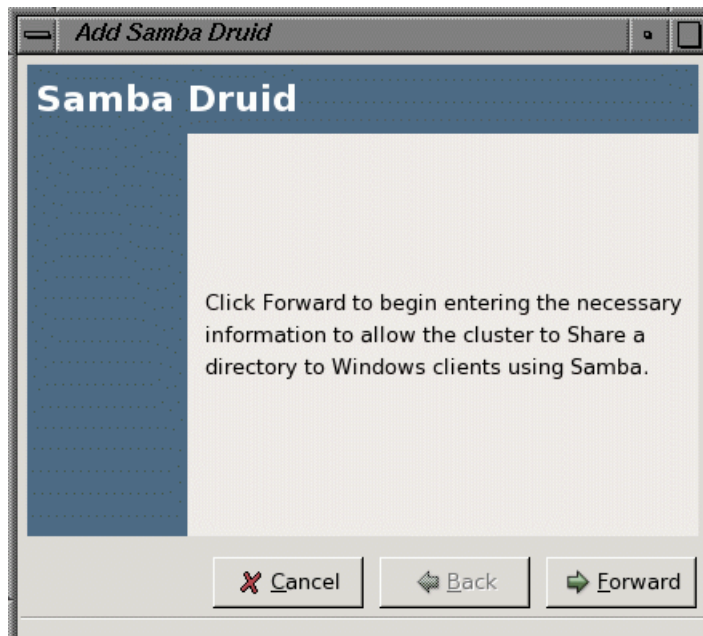 Add Samba Druid
Samba Druid
Click Forward to begin entering the necessary
information to allow the cluster to Share a
directory to Windows clients using Samba.
Cancel
Back
Forward